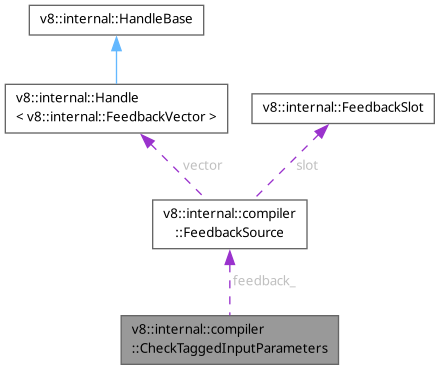 v8::internal::HandleBase
v8::internal::Handle
< v8::internal::FeedbackVector >
v8::internal::FeedbackSlot
vector
slot
v8::internal::compiler
::FeedbackSource
feedback_
v8::internal::compiler
::CheckTaggedInputParameters